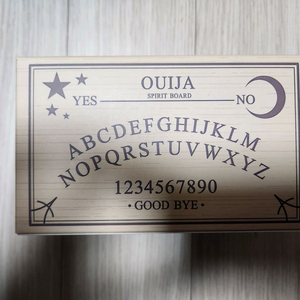 OUIJA
SPIRIT BOARD
YES NO
ABCDEFGHIJKLM
NOPQRSTUVWXYZ
1234567890
• GOOD BYE •